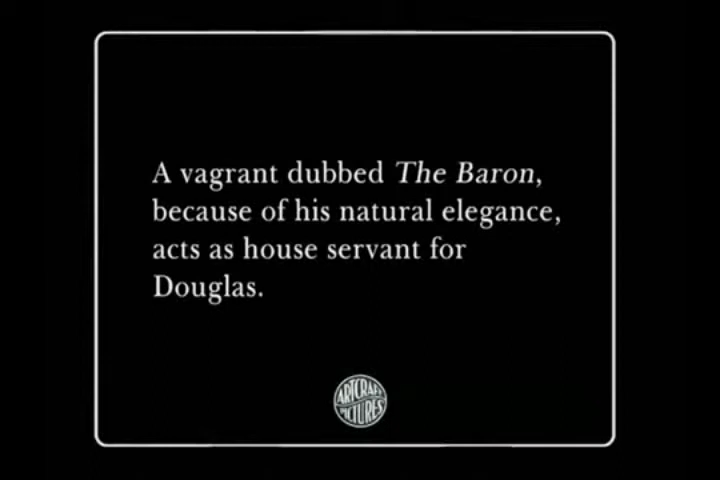 A vagrant dubbed The Baron,
because of his natural elegance,
acts as house servant for
Douglas.
ARTCRAFT
PICTURES